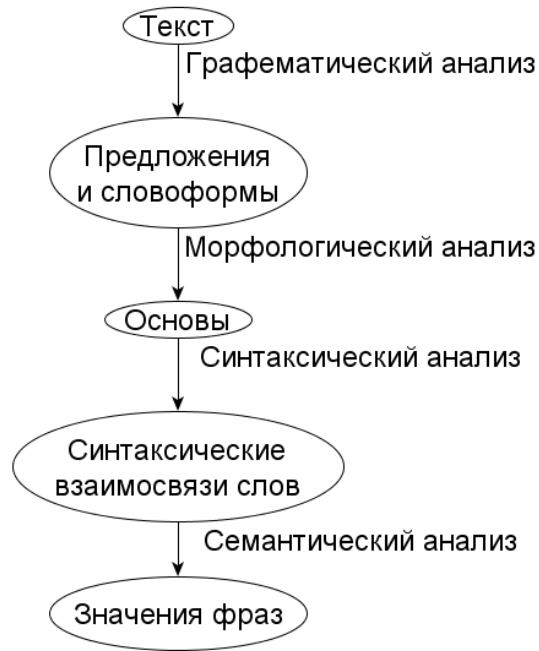 Текст
Графематический анализ
Предложения
и словоформы
Морфологический анализ
Основы
Синтаксический анализ
Синтаксические
взаимосвязи слов
Семантический анализ
Значения фраз